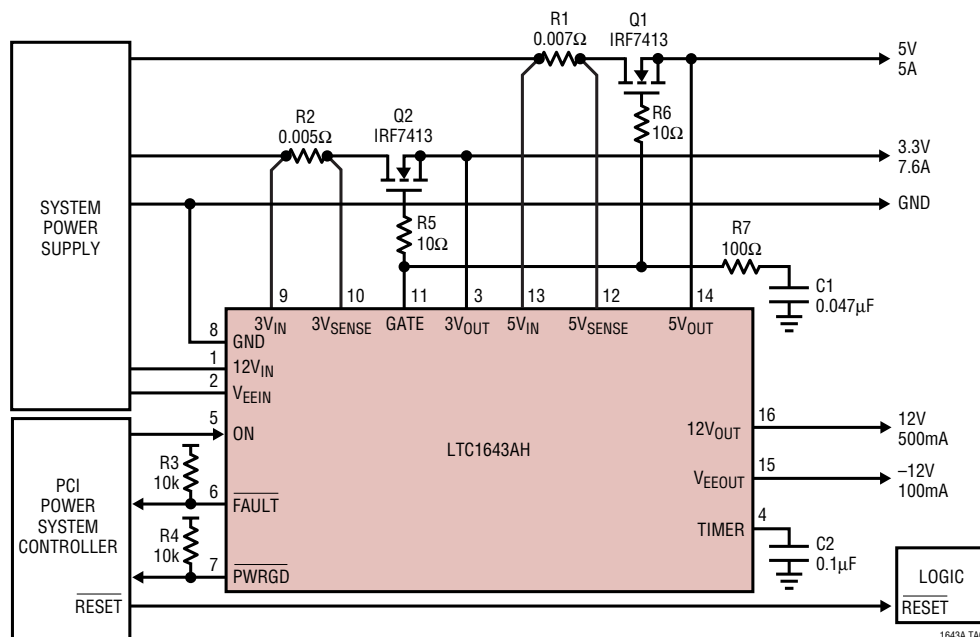 R1
0.007Ω
Q1
IRF7413
5V
5A
R2
0.005Ω
Q2
IRF7413
R6
10Ω
3.3V
7.6A
SYSTEM
POWER
SUPPLY
GND
R5
10Ω
R7
100Ω
C1
0.047µF
9
10
11
3
13
12
14
3VIN
3VSENSE
GATE
3VOUT
5VIN
5VSENSE
5VOUT
8
GND
1
12VIN
2
VEEIN
5
ON
16
12VOUT
12V
500mA
LTC1643AH
R3
10k
6
FAULT
15
VEEOUT
–12V
100mA
PCI
POWER
SYSTEM
CONTROLLER
R4
10k
7
PWRGD
4
TIMER
C2
0.1µF
LOGIC
RESET
RESET